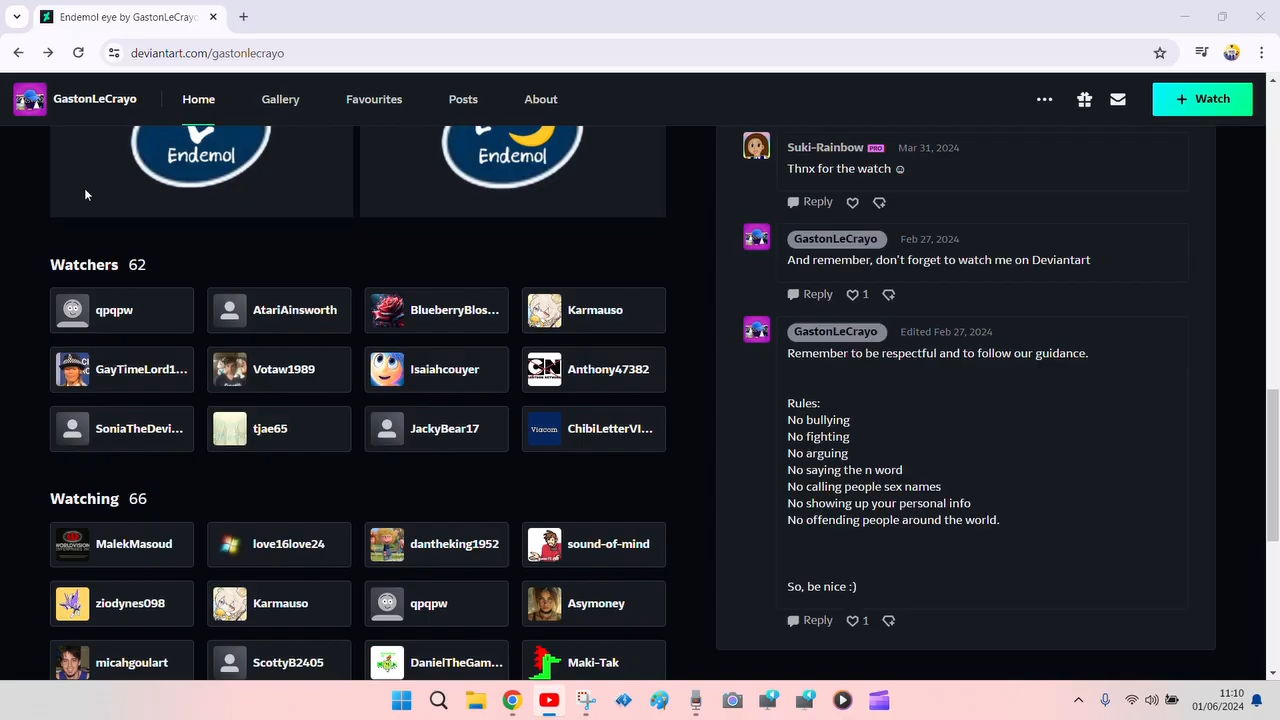 Endemol eye by GastonLeCrayo
deviantart.com/gastonlecrayo
GastonLeCrayo
Home
Gallery
Favourites
Posts
About
Watch
Endemol
Endemol
Watchers 62
qpqpw
AtariAinsworth
BlueberryBlos...
Karmauso
Isaiahcouyer
Anthony47382
SoniaTheDevi...
tjae65
JackyBear17
ChibiLetterVI...
Watching 66
MalekMasoud
love16love24
dantheking1952
sound-of-mind
ziodynes098
Karmauso
qpqpw
Asymoney
micahgoulart
DanielTheGam...
Maki-Tak
Suki-Rainbow PRO Mar 31, 2024
Thnx for the watch ☺
Reply
GastonLeCrayo Feb 27, 2024
And remember, don't forget to watch me on Deviantart
Reply 1
GastonLeCrayo Edited Feb 27, 2024
Remember to be respectful and to follow our guidance.
Rules:
No bullying
No fighting
No arguing
No saying the n word
No calling people sex names
No showing up your personal info
No offending people around the world.
So, be nice :)
Reply 1
CN
Viacom
11:10
01/06/2024